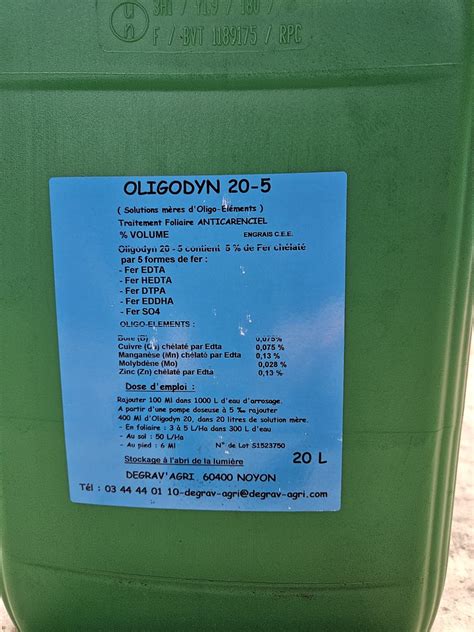 3H1 / Y1.9 / 180 /
u
n
F / BVT 1189175 / RPC
OLIGODYN 20-5
( Solutions mères d'Oligo-Eléments )
Traitement Foliaire ANTICARENCIEL
% VOLUME ENGRAIS C.E.E.
Oligodyn 20 - 5 contient 5 % de Fer chélaté
par 5 formes de fer :
- Fer EDTA
- Fer HEDTA
- Fer DTPA
- Fer EDDHA
- Fer SO4
OLIGO-ELEMENTS :
Bore (B) 0,075%
Cuivre (Cu) chélaté par Edta 0,075 %
Manganèse (Mn) chélaté par Edta 0,13 %
Molybdène (Mo) 0,028 %
Zinc (Zn) chélaté par Edta 0,13 %
Dose d'emploi :
Rajouter 100 Ml dans 1000 L d'eau d'arrosage.
A partir d'une pompe doseuse à 5 ‰ rajouter
400 Ml d'Oligodyn 20, dans 20 litres de solution mère.
- En foliaire : 3 à 5 L/Ha dans 300 L d'eau
- Au sol : 50 L/Ha
- Au pied : 6 Ml N° de Lot S1523750
Stockage à l'abri de la lumière 20 L
DEGRAV'AGRI 60400 NOYON
Tél : 03 44 44 01 10-degrav-agri@degrav-agri.com